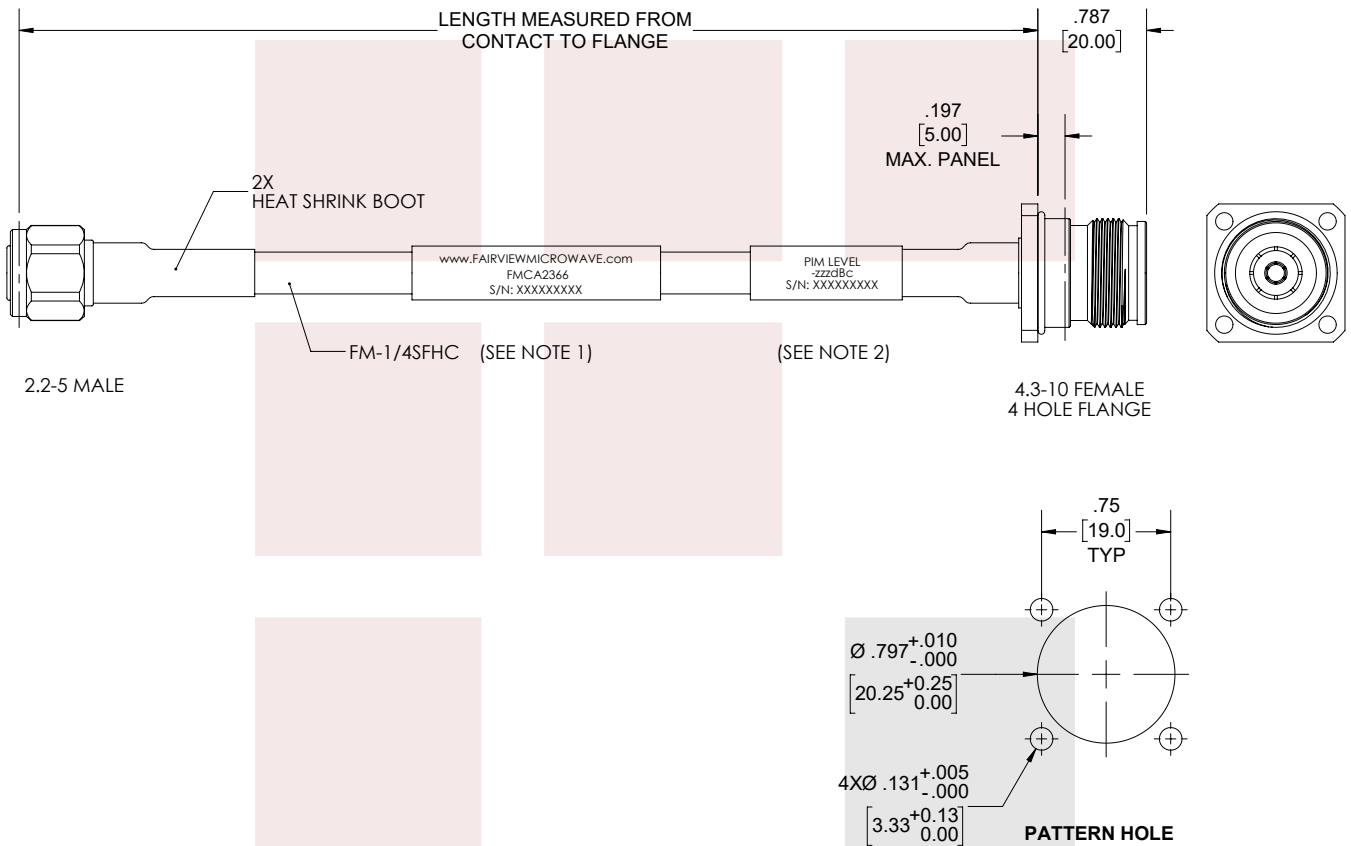 LENGTH MEASURED FROM
CONTACT TO FLANGE
.787
[20.00]
.197
[5.00]
MAX. PANEL
2X
HEAT SHRINK BOOT
www.FAIRVIEWMICROWAVE.com
FMCA2366
S/N: XXXXXXXXX
PIM LEVEL
-zzzdBc
S/N: XXXXXXXXX
FM-1/4SFHC (SEE NOTE 1)
(SEE NOTE 2)
2.2-5 MALE
4.3-10 FEMALE
4 HOLE FLANGE
.75
[19.0]
TYP
Ø .797 +.010
-.000
[20.25 +0.25
0.00]
4XØ .131 +.005
-.000
[3.33 +0.13
0.00]
PATTERN HOLE